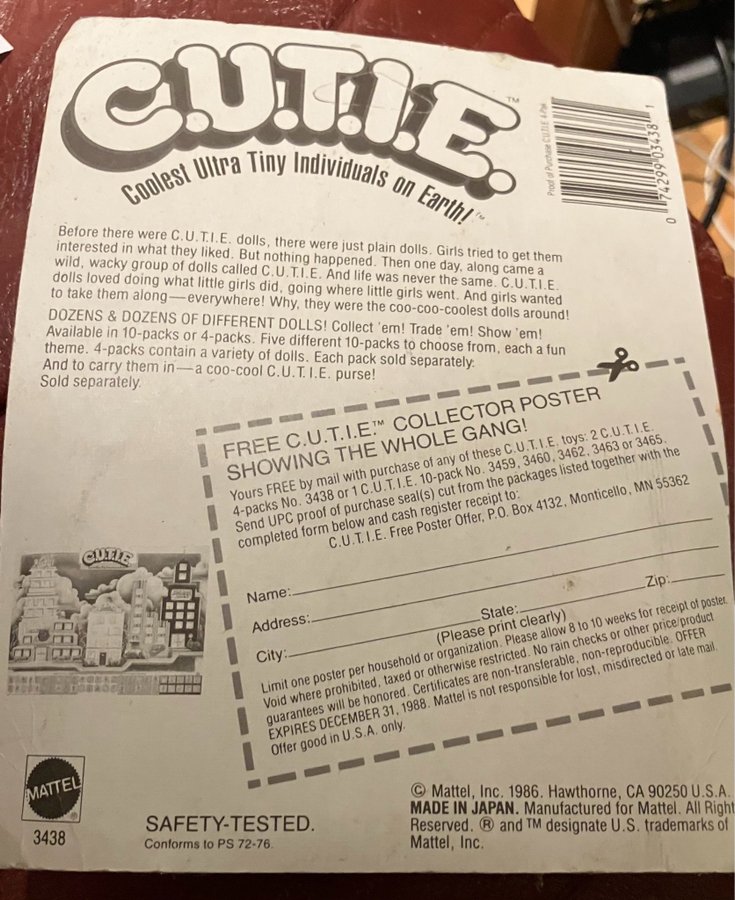 C.U.T.I.E.™
Coolest Ultra Tiny Individuals on Earth!™
Proof of Purchase C.U.T.I.E. 4-Pak
0 74299 03438 1
Before there were C.U.T.I.E. dolls, there were just plain dolls. Girls tried to get them
interested in what they liked. But nothing happened. Then one day, along came a
wild, wacky group of dolls called C.U.T.I.E. And life was never the same. C.U.T.I.E.
dolls loved doing what little girls did, going where little girls went. And girls wanted
to take them along—everywhere! Why, they were the coo-coo-coolest dolls around!
DOZENS & DOZENS OF DIFFERENT DOLLS! Collect 'em! Trade 'em! Show 'em!
Available in 10-packs or 4-packs. Five different 10-packs to choose from, each a fun
theme. 4-packs contain a variety of dolls. Each pack sold separately.
And to carry them in—a coo-cool C.U.T.I.E. purse!
Sold separately.
FREE C.U.T.I.E.™ COLLECTOR POSTER
SHOWING THE WHOLE GANG!
Yours FREE by mail with purchase of any of these C.U.T.I.E. toys: 2 C.U.T.I.E.
4-packs No. 3438 or 1 C.U.T.I.E. 10-pack No. 3459, 3460, 3462, 3463 or 3465.
Send UPC proof of purchase seal(s) cut from the packages listed together with the
completed form below and cash register receipt to:
C.U.T.I.E. Free Poster Offer, P.O. Box 4132, Monticello, MN 55362
Name:
Address:
City: State: Zip:
(Please print clearly)
Limit one poster per household or organization. Please allow 8 to 10 weeks for receipt of poster.
Void where prohibited, taxed or otherwise restricted. No rain checks or other price/product
guarantees will be honored. Certificates are non-transferable, non-reproducible. OFFER
EXPIRES DECEMBER 31, 1988. Mattel is not responsible for lost, misdirected or late mail.
Offer good in U.S.A. only.
C.U.T.I.E.
MATTEL®
3438
SAFETY-TESTED.
Conforms to PS 72-76.
© Mattel, Inc. 1986. Hawthorne, CA 90250 U.S.A.
MADE IN JAPAN. Manufactured for Mattel. All Right
Reserved. ® and TM designate U.S. trademarks of
Mattel, Inc.